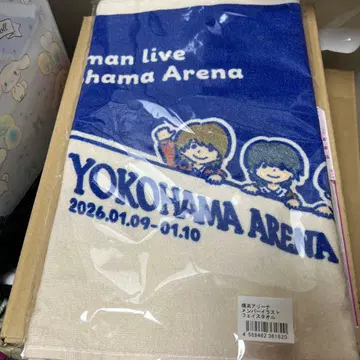 man live
hama Arena
YOKOHAMA ARENA
2026.01.09-01.10
横浜アリーナ
メンバーイラスト
フェイスタオル